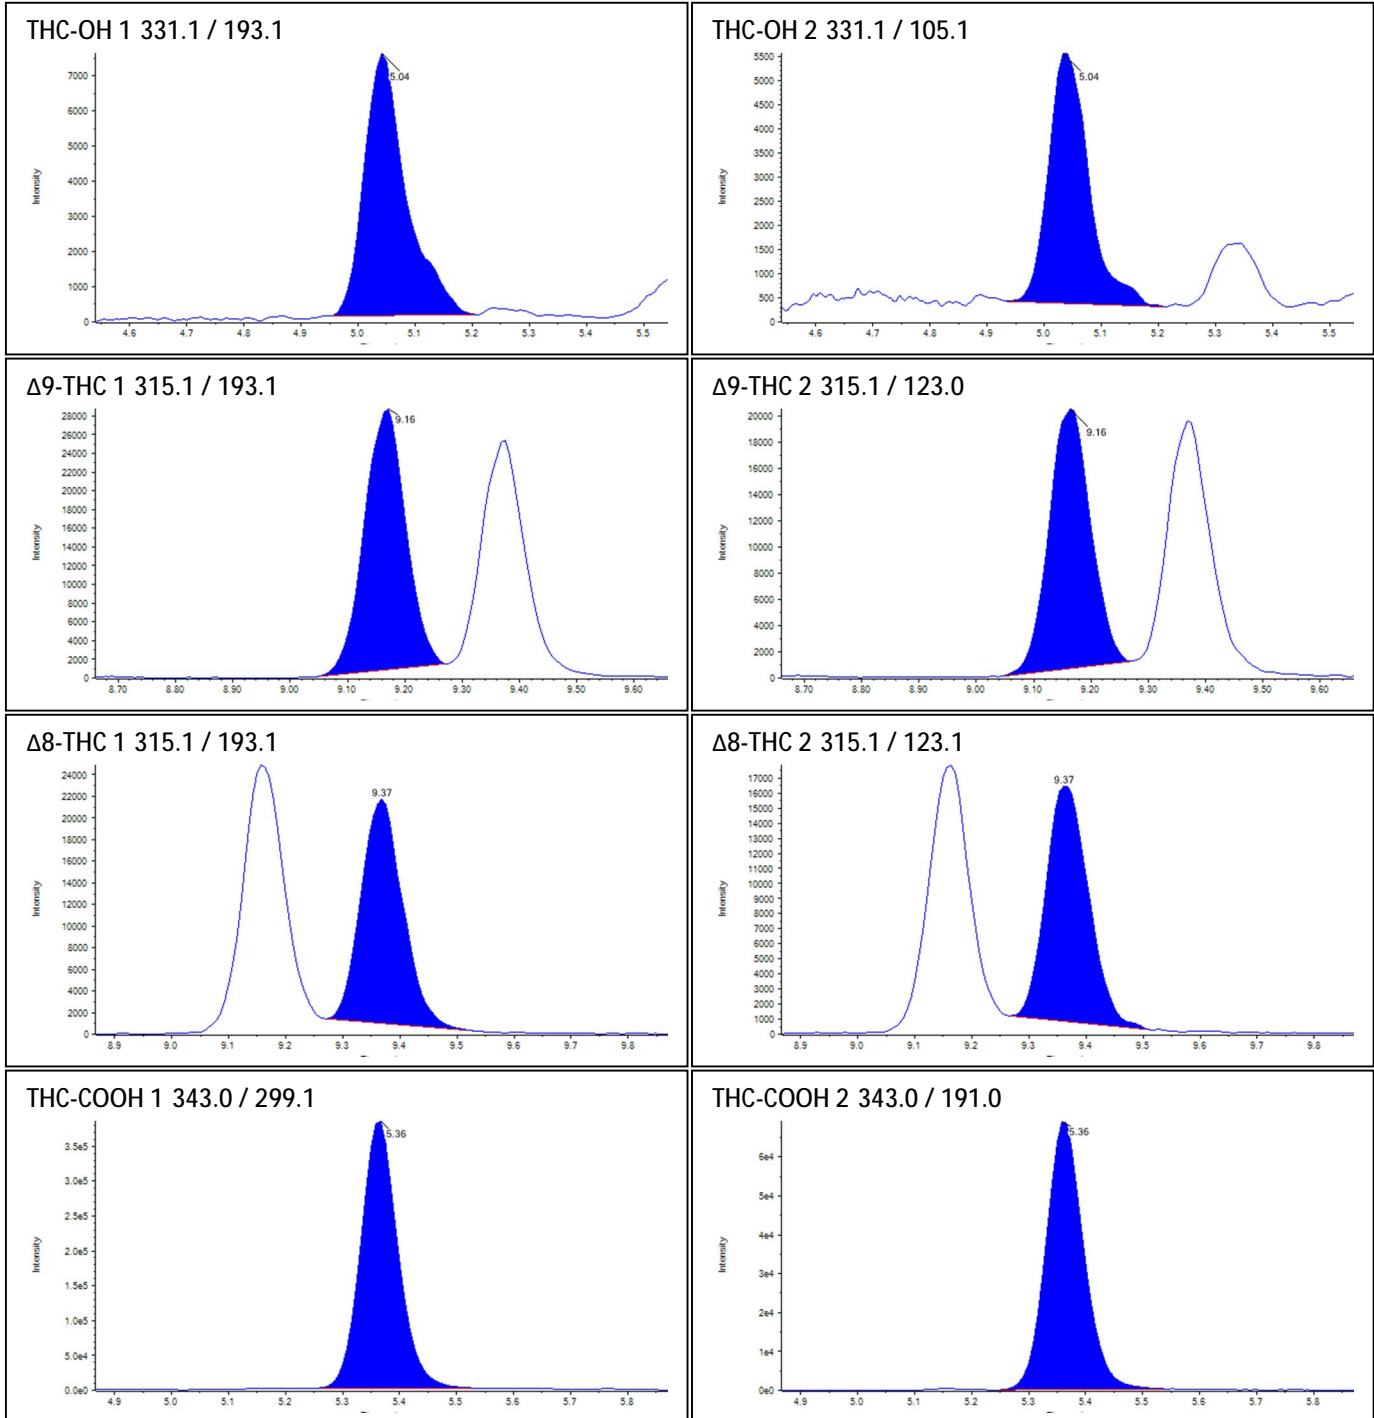 THC-OH 1 331.1 / 193.1
Intensity
7000
6000
5000
4000
3000
2000
1000
0
5.04
4.6 4.7 4.8 4.9 5.0 5.1 5.2 5.3 5.4 5.5
THC-OH 2 331.1 / 105.1
Intensity
5500
5000
4500
4000
3500
3000
2500
2000
1500
1000
500
0
5.04
4.6 4.7 4.8 4.9 5.0 5.1 5.2 5.3 5.4 5.5
Δ9-THC 1 315.1 / 193.1
Intensity
28000
26000
24000
22000
20000
18000
16000
14000
12000
10000
8000
6000
4000
2000
0
9.16
8.70 8.80 8.90 9.00 9.10 9.20 9.30 9.40 9.50 9.60
Δ9-THC 2 315.1 / 123.0
Intensity
20000
18000
16000
14000
12000
10000
8000
6000
4000
2000
0
9.16
8.70 8.80 8.90 9.00 9.10 9.20 9.30 9.40 9.50 9.60
Δ8-THC 1 315.1 / 193.1
Intensity
24000
22000
20000
18000
16000
14000
12000
10000
8000
6000
4000
2000
0
9.37
8.9 9.0 9.1 9.2 9.3 9.4 9.5 9.6 9.7 9.8
Δ8-THC 2 315.1 / 123.1
Intensity
17000
16000
15000
14000
13000
12000
11000
10000
9000
8000
7000
6000
5000
4000
3000
2000
1000
0
9.37
8.9 9.0 9.1 9.2 9.3 9.4 9.5 9.6 9.7 9.8
THC-COOH 1 343.0 / 299.1
Intensity
3.5e5
3.0e5
2.5e5
2.0e5
1.5e5
1.0e5
5.0e4
0.0e0
5.36
4.9 5.0 5.1 5.2 5.3 5.4 5.5 5.6 5.7 5.8
THC-COOH 2 343.0 / 191.0
Intensity
6e4
5e4
4e4
3e4
2e4
1e4
0e0
5.36
4.9 5.0 5.1 5.2 5.3 5.4 5.5 5.6 5.7 5.8